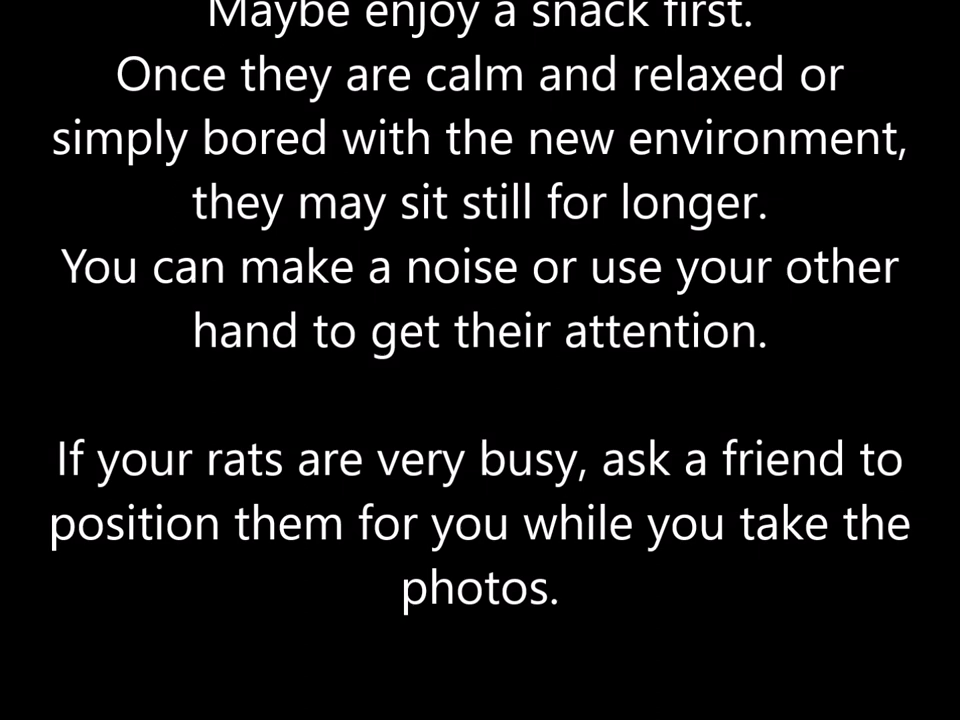 Maybe enjoy a snack first.
Once they are calm and relaxed or
simply bored with the new environment,
they may sit still for longer.
You can make a noise or use your other
hand to get their attention.
If your rats are very busy, ask a friend to
position them for you while you take the
photos.